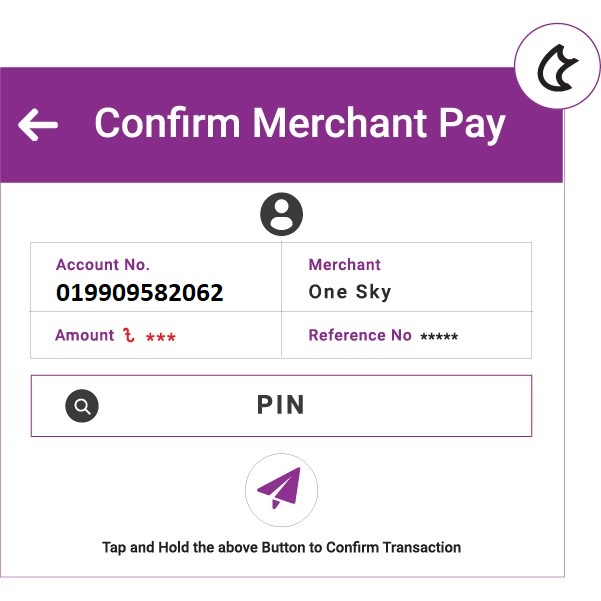 Confirm Merchant Pay
Account No.
019909582062
Merchant
One Sky
Amount ৳ ***
Reference No *****
PIN
Tap and Hold the above Button to Confirm Transaction